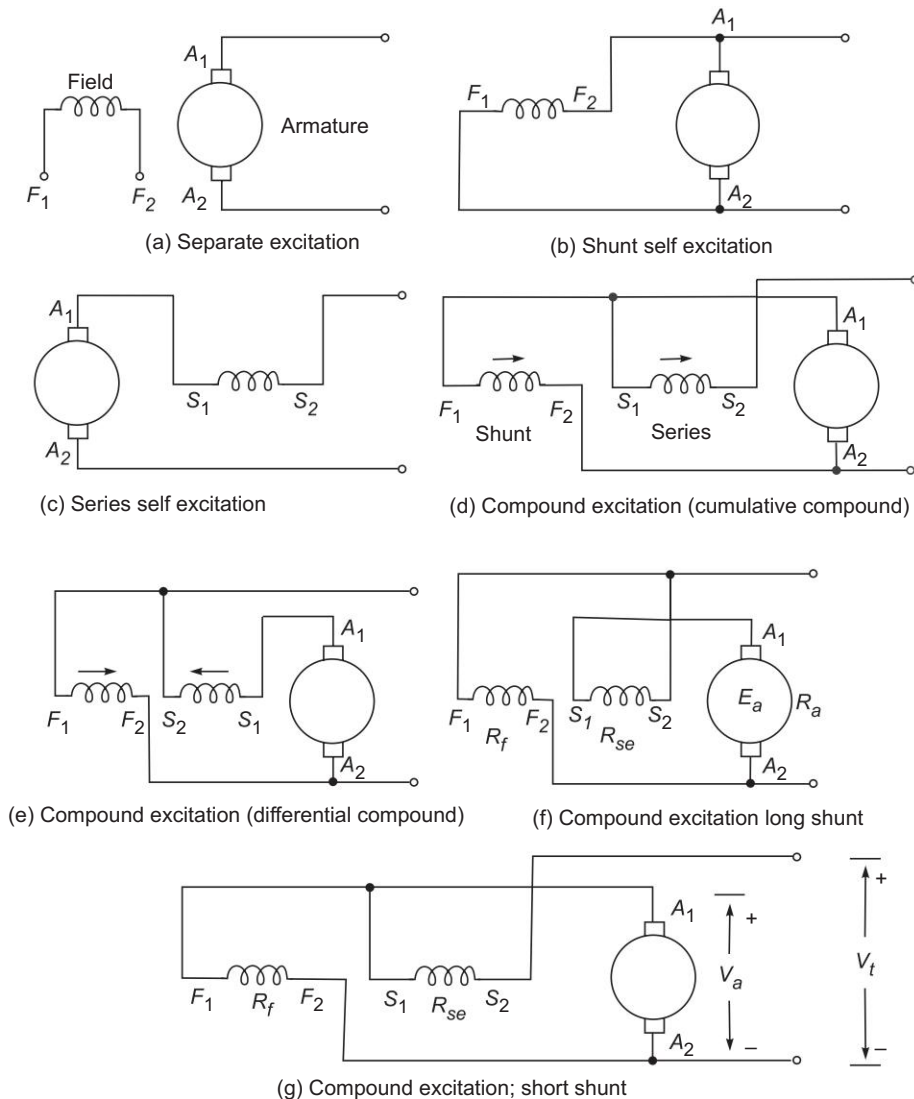 Field
F1
F2
A1
Armature
A2
(a) Separate excitation
A1
F1
F2
A2
(b) Shunt self excitation
A1
S1
S2
A2
(c) Series self excitation
A1
F1
F2
S1
S2
Shunt
Series
A2
(d) Compound excitation (cumulative compound)
A1
F1
F2
S2
S1
A2
(e) Compound excitation (differential compound)
A1
Ea
Ra
F1
F2
S1
S2
Rf
Rse
A2
(f) Compound excitation long shunt
A1
+
+
Va
Vt
F1
Rf
F2
S1
Rse
S2
A2
–
–
(g) Compound excitation; short shunt